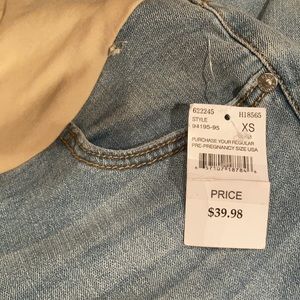 622245 H18565
STYLE
94195-95 XS
PURCHASE YOUR REGULAR
PRE-PREGNANCY SIZE USA
PRICE
$39.98